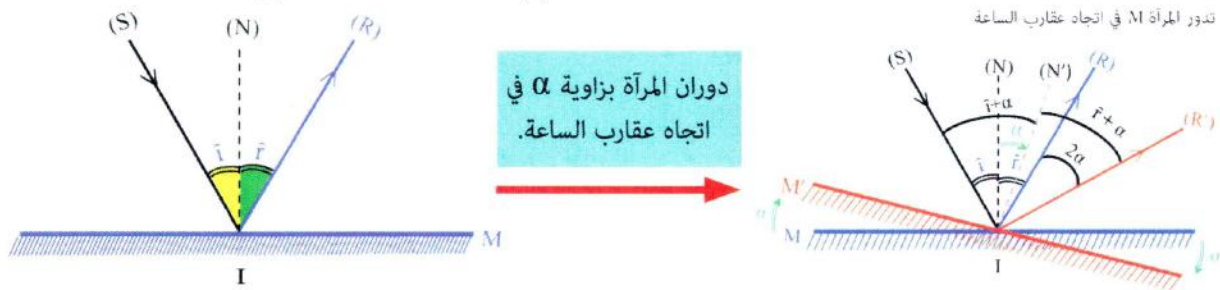 تدور المرآة M في اتجاه عقارب الساعة
(S)
(N)
(R)
î
r̂
M
I
دوران المرآة بزاوية α في
اتجاه عقارب الساعة.
(S)
(N)
(N')
(R)
(R')
î+α
r̂+α
α
2α
î
r̂
M'
α
M
I
α